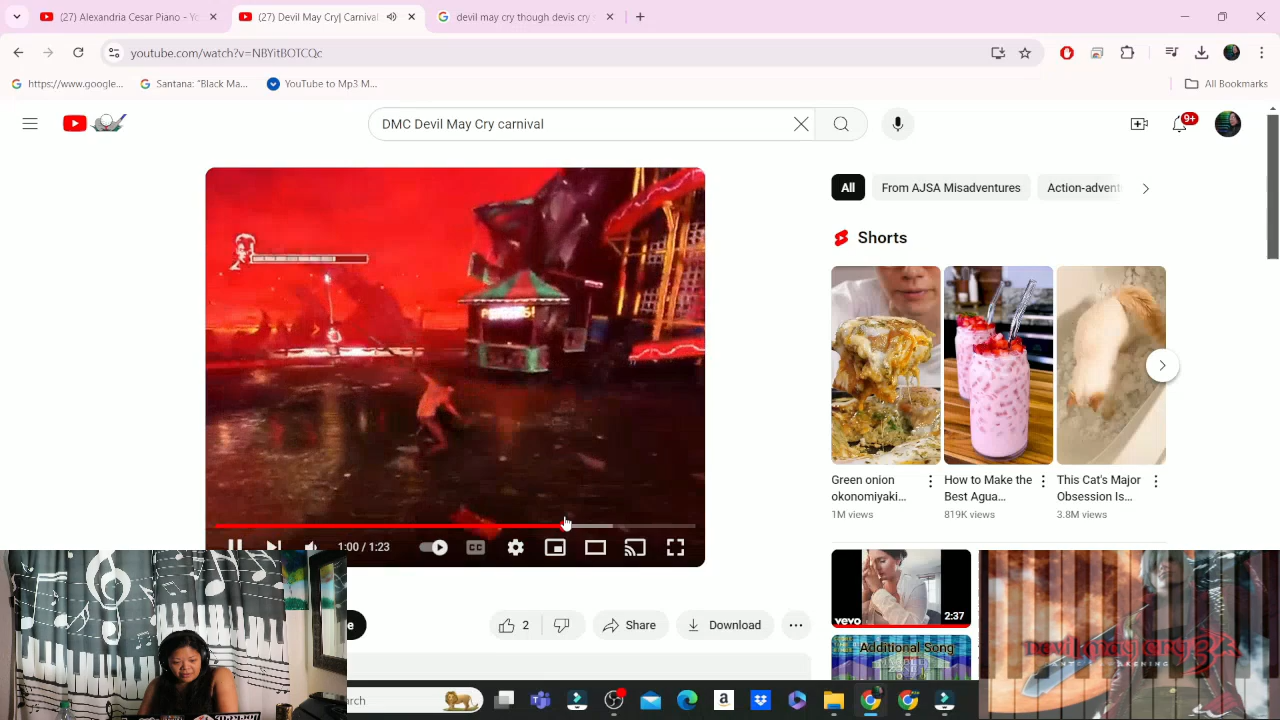 (27) Alexandria Cesar Piano - Yo
(27) Devil May Cry| Carnival
devil may cry though devis cry
youtube.com/watch?v=NBYitBOTCQc
https://www.google...
Santana: "Black Ma...
YouTube to Mp3 M...
All Bookmarks
DMC Devil May Cry carnival
9+
All
From AJSA Misadventures
Action-advent
Shorts
1:00 / 1:23
CC
Green onion
okonomiyaki...
1M views
How to Make the
Best Agua...
819K views
This Cat's Major
Obsession Is...
3.8M views
2
Share
Download
vevo
2:37
Additional Song
Devil May Cry 3